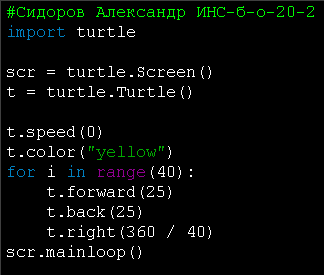 #Сидоров Александр ИНС-б-о-20-2
import turtle
scr = turtle.Screen()
t = turtle.Turtle()
t.speed(0)
t.color("yellow")
for i in range(40):
    t.forward(25)
    t.back(25)
    t.right(360 / 40)
scr.mainloop()